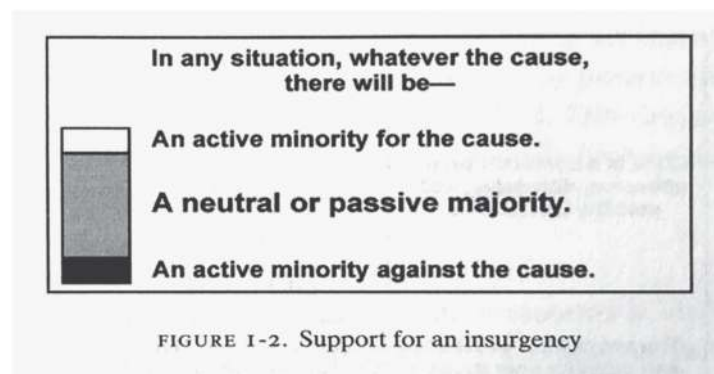 In any situation, whatever the cause,
there will be—
An active minority for the cause.
A neutral or passive majority.
An active minority against the cause.
FIGURE 1-2. Support for an insurgency